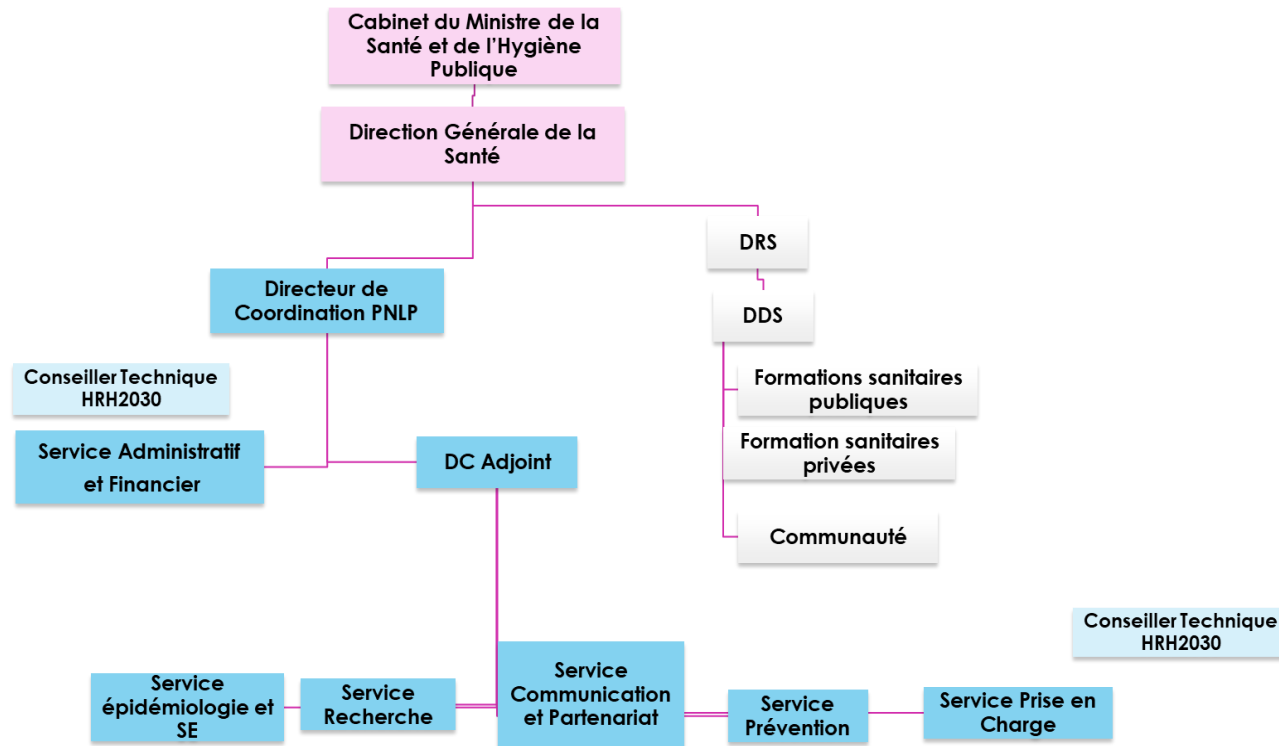 Cabinet du Ministre de la
Santé et de l'Hygiène
Publique
Direction Générale de la
Santé
DRS
Directeur de
Coordination PNLP
DDS
Conseiller Technique
HRH2030
Formations sanitaires
publiques
Service Administratif
et Financier
DC Adjoint
Formation sanitaires
privées
Communauté
Conseiller Technique
HRH2030
Service
épidémiologie et
SE
Service
Recherche
Service
Communication
et Partenariat
Service
Prévention
Service Prise en
Charge